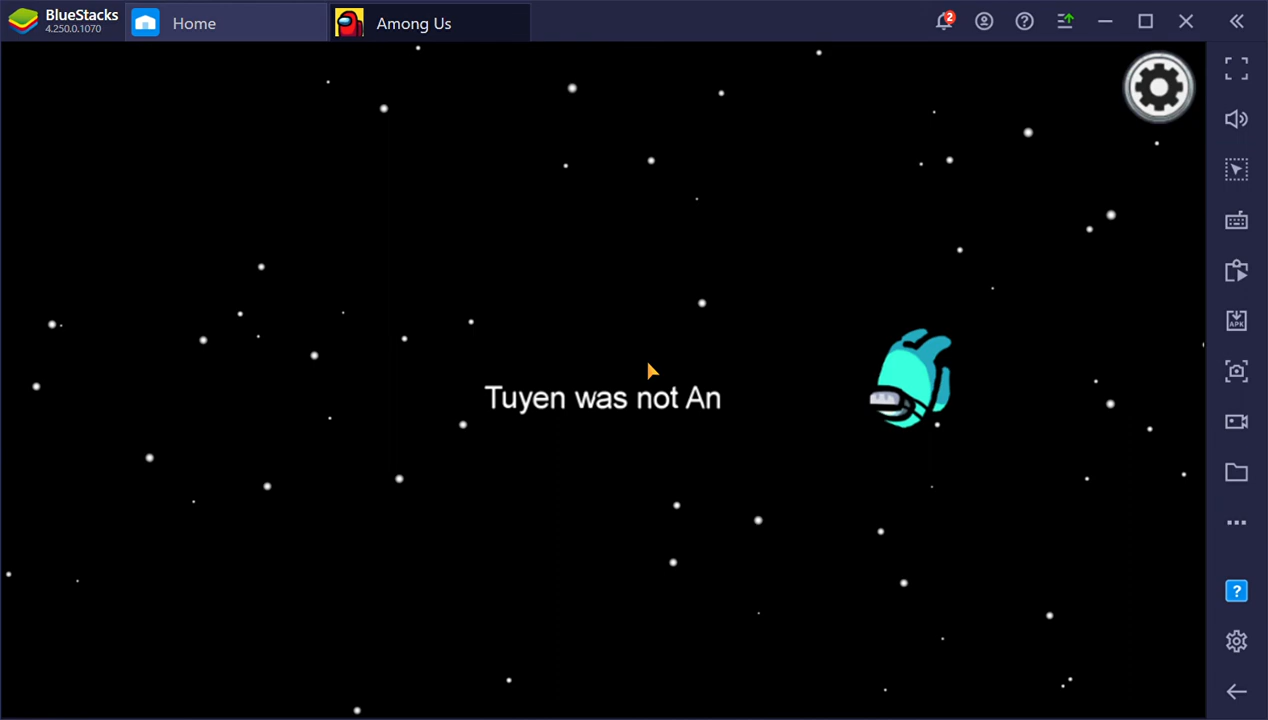 BlueStacks
4.250.0.1070
Home
Among Us
2
Tuyen was not An
APK
?